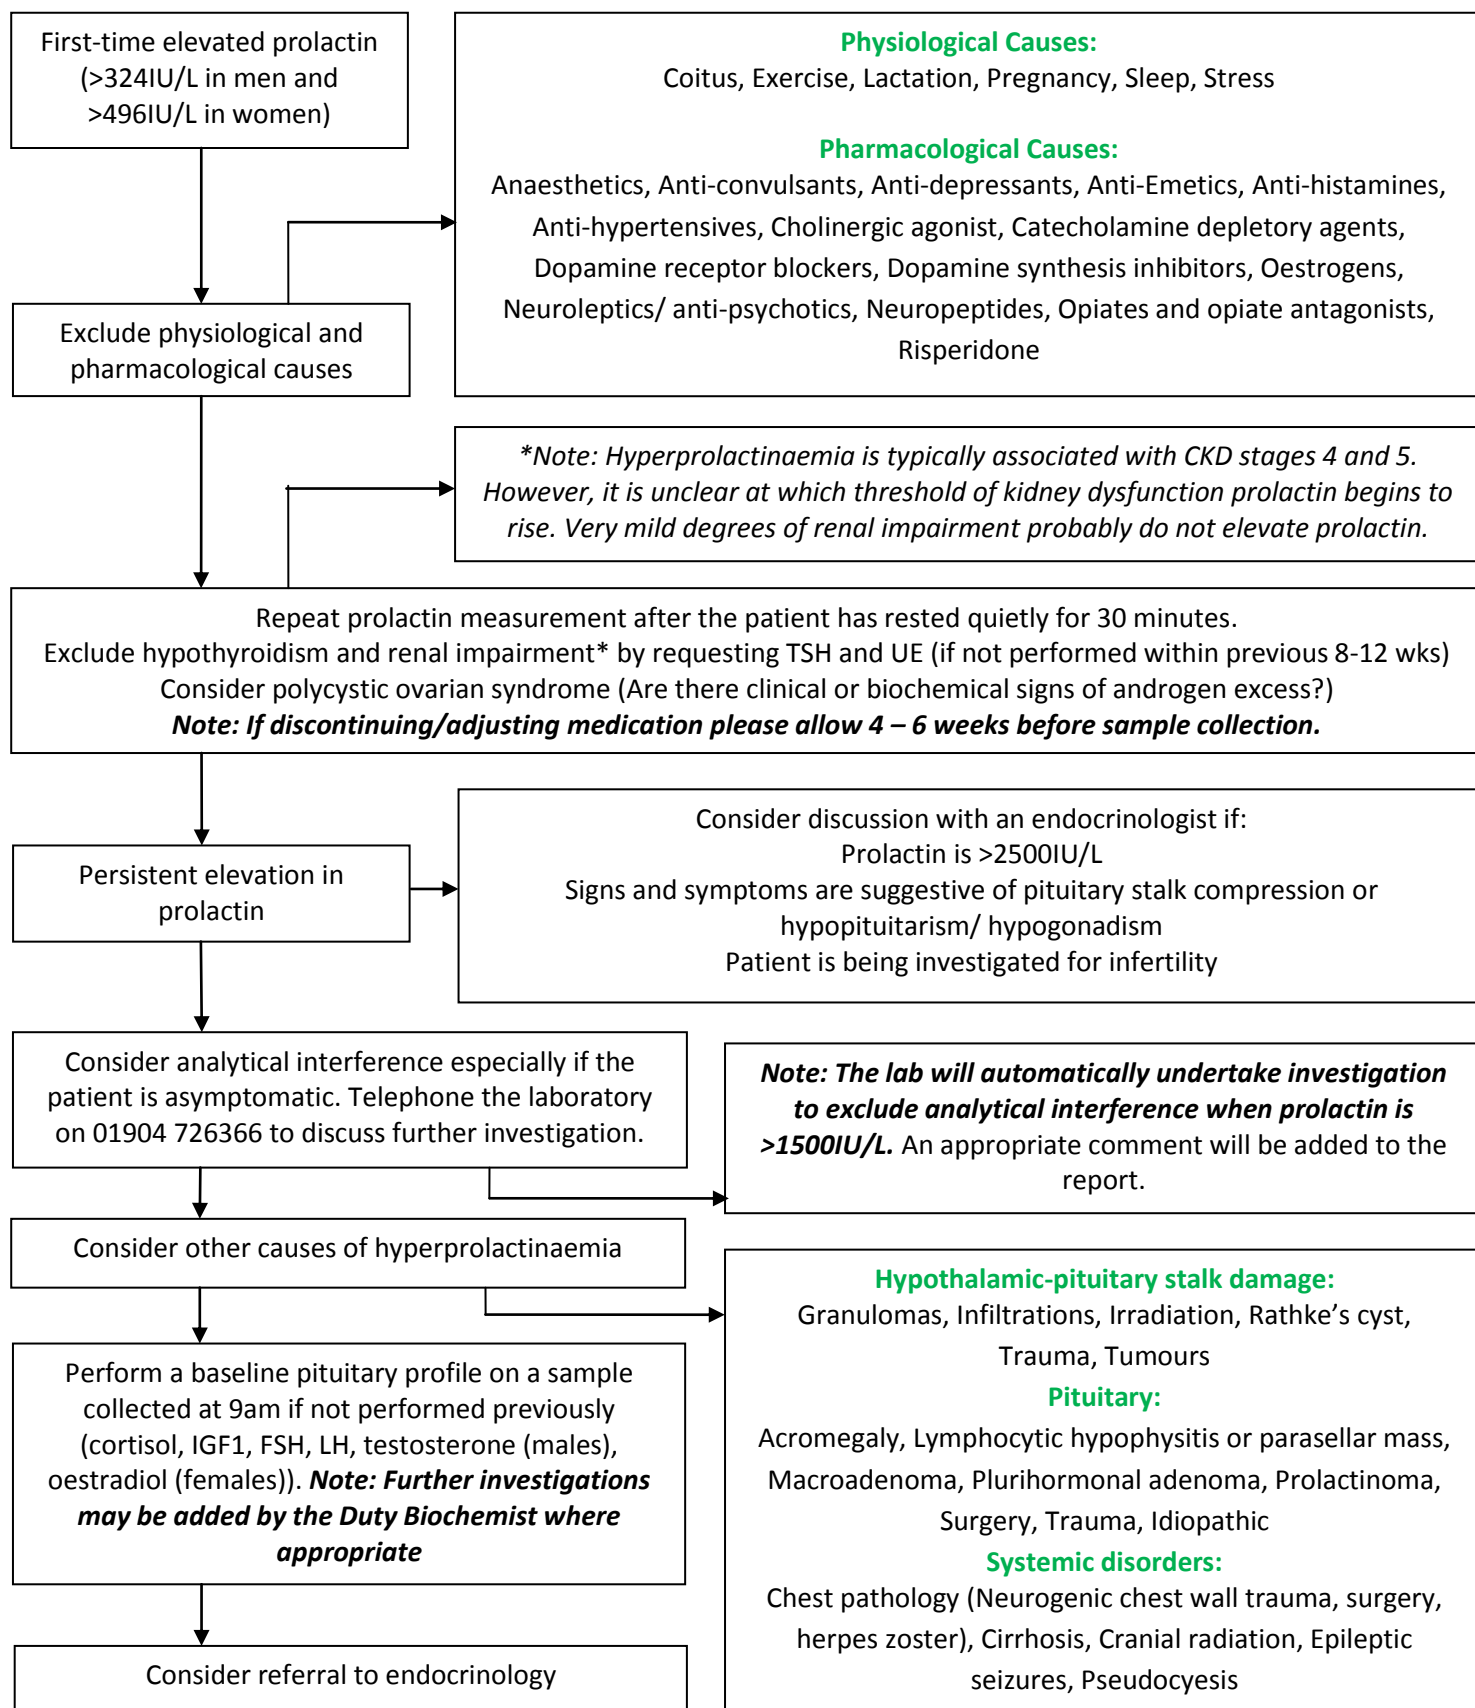 First-time elevated prolactin
(>324IU/L in men and
>496IU/L in women)
Physiological Causes:
Coitus, Exercise, Lactation, Pregnancy, Sleep, Stress
Pharmacological Causes:
Anaesthetics, Anti-convulsants, Anti-depressants, Anti-Emetics, Anti-histamines,
Anti-hypertensives, Cholinergic agonist, Catecholamine depletory agents,
Dopamine receptor blockers, Dopamine synthesis inhibitors, Oestrogens,
Neuroleptics/ anti-psychotics, Neuropeptides, Opiates and opiate antagonists,
Risperidone
Exclude physiological and
pharmacological causes
*Note: Hyperprolactinaemia is typically associated with CKD stages 4 and 5.
However, it is unclear at which threshold of kidney dysfunction prolactin begins to
rise. Very mild degrees of renal impairment probably do not elevate prolactin.
Repeat prolactin measurement after the patient has rested quietly for 30 minutes.
Exclude hypothyroidism and renal impairment* by requesting TSH and UE (if not performed within previous 8-12 wks)
Consider polycystic ovarian syndrome (Are there clinical or biochemical signs of androgen excess?)
Note: If discontinuing/adjusting medication please allow 4 – 6 weeks before sample collection.
Persistent elevation in
prolactin
Consider discussion with an endocrinologist if:
Prolactin is >2500IU/L
Signs and symptoms are suggestive of pituitary stalk compression or
hypopituitarism/ hypogonadism
Patient is being investigated for infertility
Consider analytical interference especially if the
patient is asymptomatic. Telephone the laboratory
on 01904 726366 to discuss further investigation.
Note: The lab will automatically undertake investigation
to exclude analytical interference when prolactin is
>1500IU/L. An appropriate comment will be added to the
report.
Consider other causes of hyperprolactinaemia
Hypothalamic-pituitary stalk damage:
Granulomas, Infiltrations, Irradiation, Rathke’s cyst,
Trauma, Tumours
Pituitary:
Acromegaly, Lymphocytic hypophysitis or parasellar mass,
Macroadenoma, Plurihormonal adenoma, Prolactinoma,
Surgery, Trauma, Idiopathic
Systemic disorders:
Chest pathology (Neurogenic chest wall trauma, surgery,
herpes zoster), Cirrhosis, Cranial radiation, Epileptic
seizures, Pseudocyesis
Perform a baseline pituitary profile on a sample
collected at 9am if not performed previously
(cortisol, IGF1, FSH, LH, testosterone (males),
oestradiol (females)). Note: Further investigations
may be added by the Duty Biochemist where
appropriate
Consider referral to endocrinology